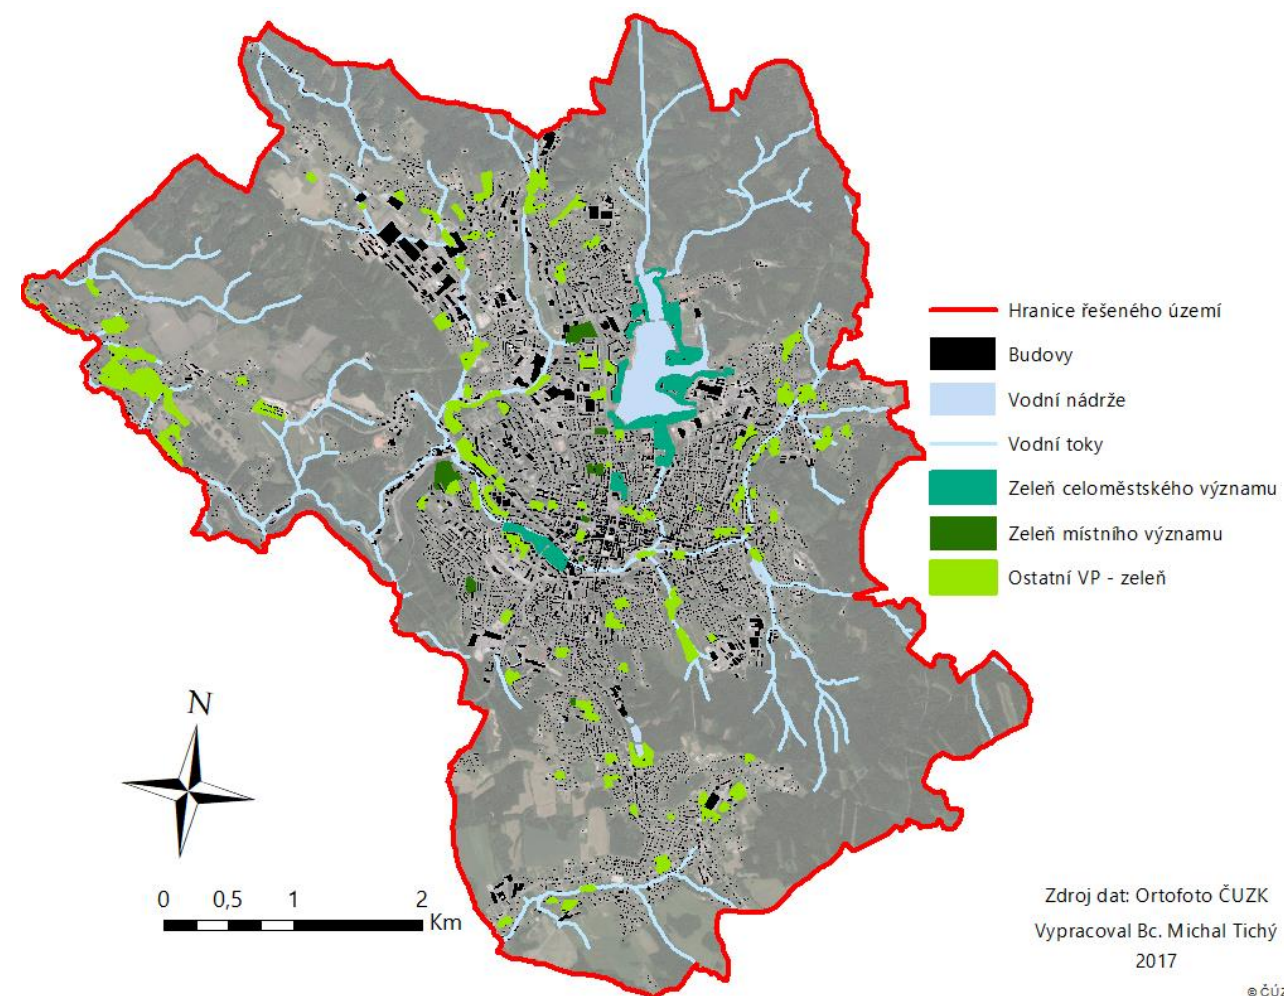 Hranice řešeného území
Budovy
Vodní nádrže
Vodní toky
Zeleň celoměstského významu
Zeleň místního významu
Ostatní VP - zeleň
N
0 0,5 1 2
Km
Zdroj dat: Ortofoto ČUZK
Vypracoval Bc. Michal Tichý
2017
©